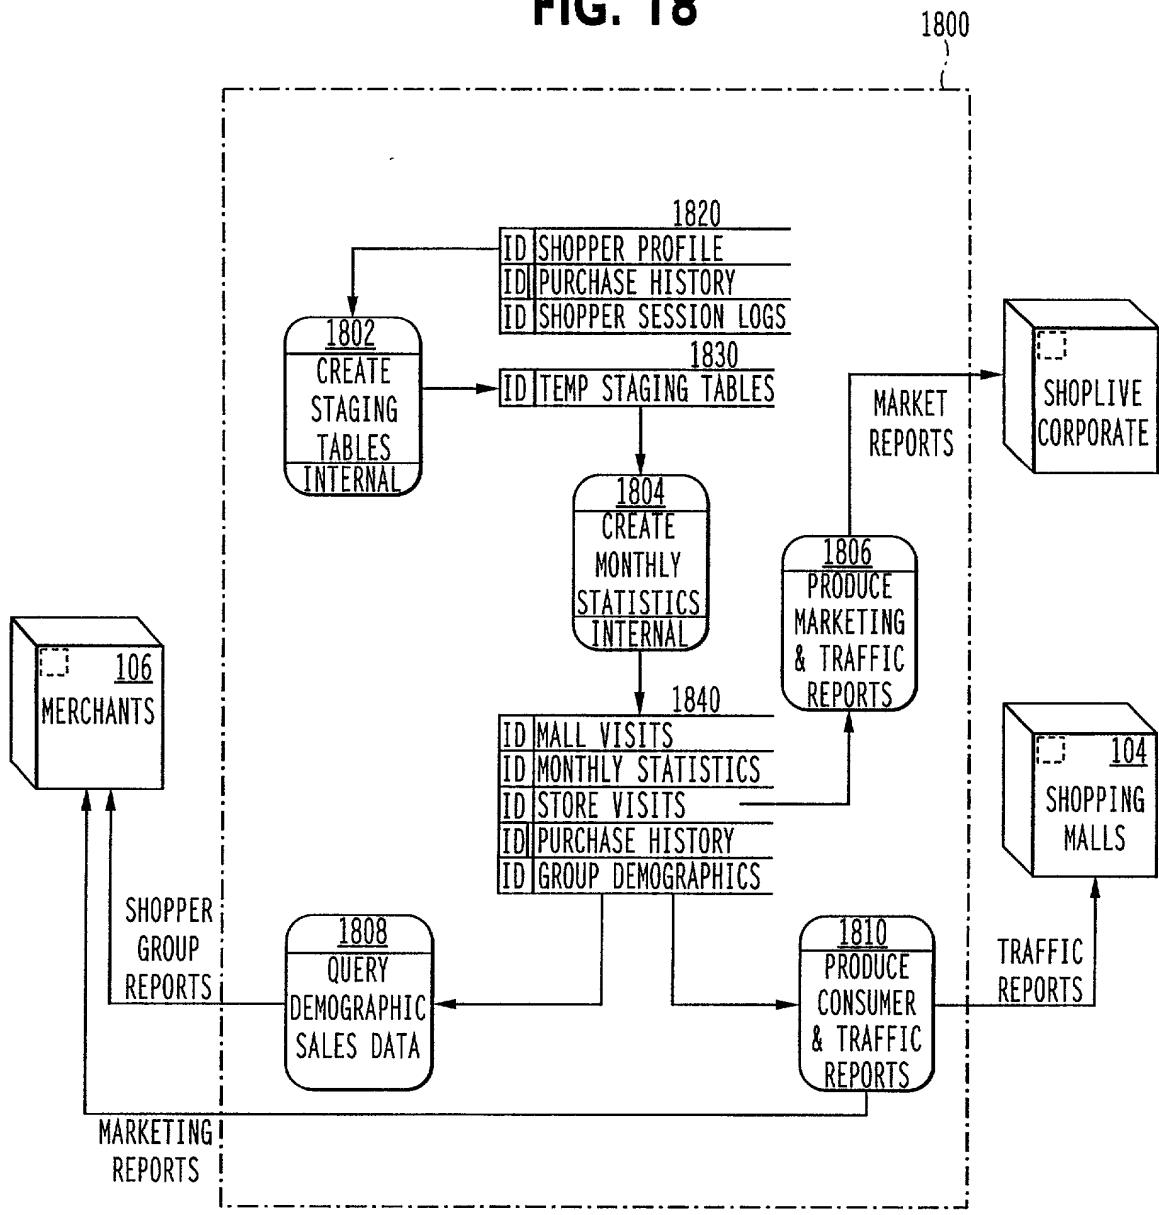 FIG. 18
1800
1820
ID SHOPPER PROFILE
ID PURCHASE HISTORY
ID SHOPPER SESSION LOGS
1802
CREATE
STAGING
TABLES
INTERNAL
1830
ID TEMP STAGING TABLES
MARKET
REPORTS
SHOPLIVE
CORPORATE
1804
CREATE
MONTHLY
STATISTICS
INTERNAL
1806
PRODUCE
MARKETING
& TRAFFIC
REPORTS
106
MERCHANTS
1840
ID MALL VISITS
ID MONTHLY STATISTICS
ID STORE VISITS
ID PURCHASE HISTORY
ID GROUP DEMOGRAPHICS
104
SHOPPING
MALLS
SHOPPER
GROUP
REPORTS
1808
QUERY
DEMOGRAPHIC
SALES DATA
1810
PRODUCE
CONSUMER
& TRAFFIC
REPORTS
TRAFFIC
REPORTS
MARKETING
REPORTS